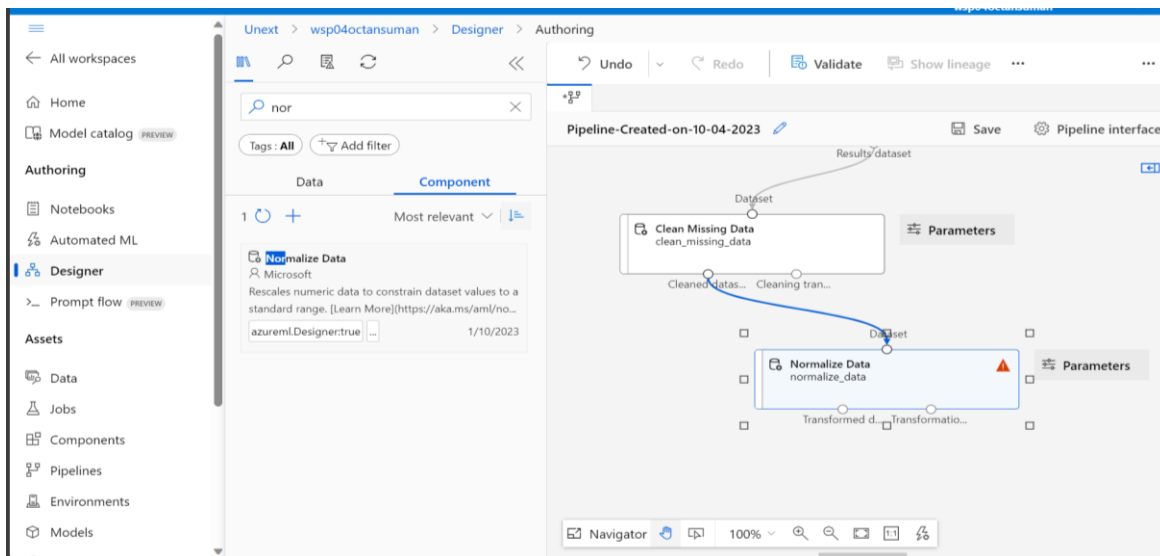 wsp04octansuman
Unext > wsp04octansuman > Designer > Authoring
All workspaces
Home
Model catalog PREVIEW
Authoring
Notebooks
Automated ML
Designer
Prompt flow PREVIEW
Assets
Data
Jobs
Components
Pipelines
Environments
Models
nor
Tags : All
Add filter
Data
Component
1
Most relevant
Normalize Data
Microsoft
Rescales numeric data to constrain dataset values to a
standard range. [Learn More](https://aka.ms/aml/no...
azureml.Designer:true
...
1/10/2023
Undo
Redo
Validate
Show lineage
...
...
Pipeline-Created-on-10-04-2023
Save
Pipeline interface
Results dataset
Dataset
Clean Missing Data
clean_missing_data
Parameters
Cleaned datas...
Cleaning tran...
Dataset
Normalize Data
normalize_data
Parameters
Transformed d...
Transformatio...
Navigator
100%
1:1